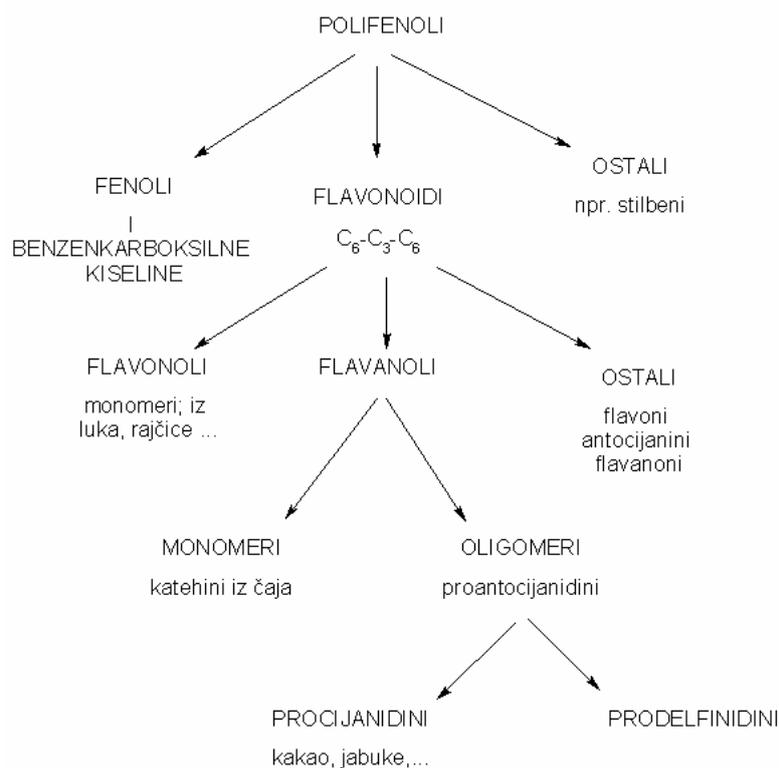 POLIFENOLI
FENOLI
I
BENZENKARBOKSILNE
KISELINE
FLAVONOIDI
C₆-C₃-C₆
OSTALI
npr. stilbeni
FLAVONOLI
monomeri; iz
luka, rajčice ...
FLAVANOLI
OSTALI
flavoni
antocijanini
flavanoni
MONOMERI
katehini iz čaja
OLIGOMERI
proantocijanidini
PROCIJANIDINI
kakao, jabuke,...
PRODELFINIDINI